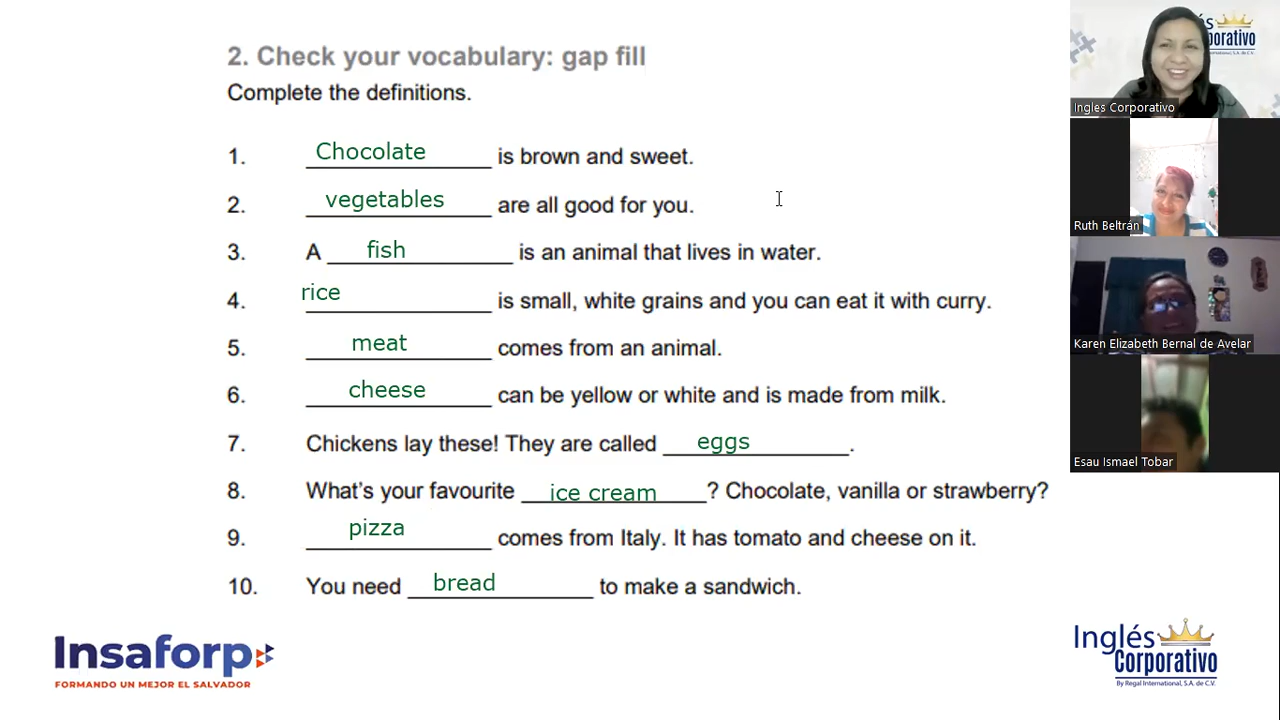 2. Check your vocabulary: gap fill
Complete the definitions.
1. Chocolate is brown and sweet.
2. vegetables are all good for you.
3. A fish is an animal that lives in water.
4. rice is small, white grains and you can eat it with curry.
5. meat comes from an animal.
6. cheese can be yellow or white and is made from milk.
7. Chickens lay these! They are called eggs.
8. What's your favourite ice cream? Chocolate, vanilla or strawberry?
9. pizza comes from Italy. It has tomato and cheese on it.
10. You need bread to make a sandwich.
Insaforp
FORMANDO UN MEJOR EL SALVADOR
Inglés
Corporativo
By Regal International, S.A. de C.V.
Ingles Corporativo
Ruth Beltrán
Karen Elizabeth Bernal de Avelar
Esau Ismael Tobar